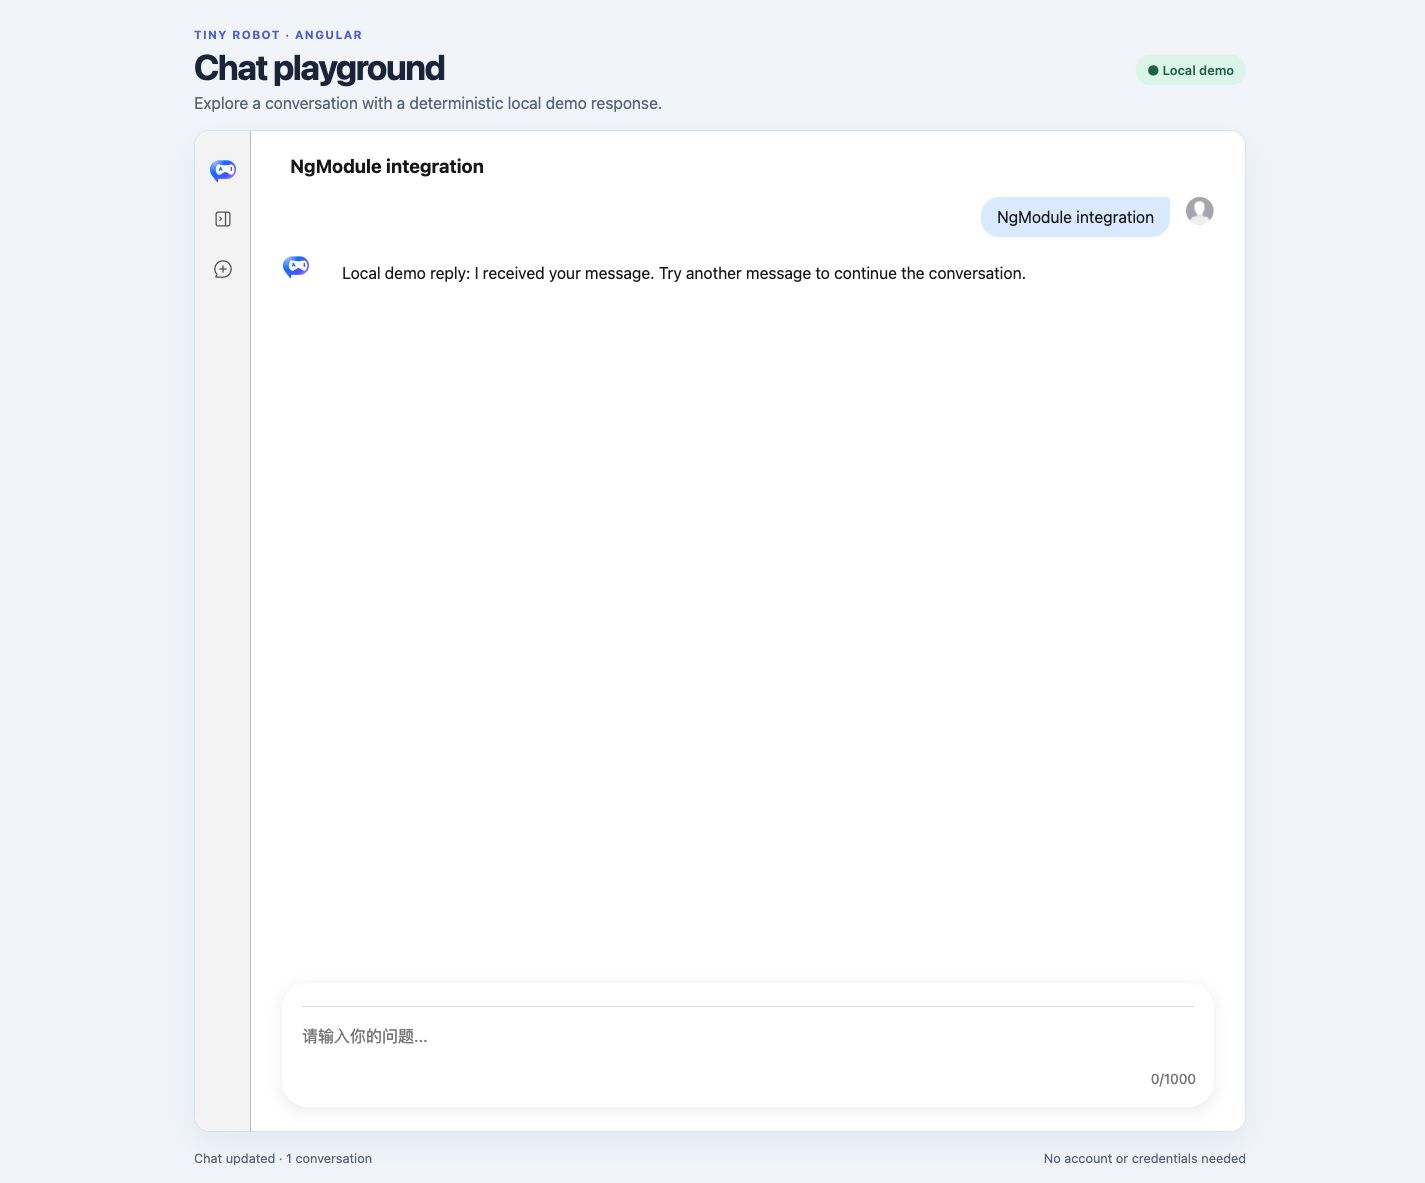 TINY ROBOT · ANGULAR
Chat playground
Local demo
Explore a conversation with a deterministic local demo response.
NgModule integration
NgModule integration
Local demo reply: I received your message. Try another message to continue the conversation.
请输入你的问题...
0/1000
Chat updated · 1 conversation
No account or credentials needed